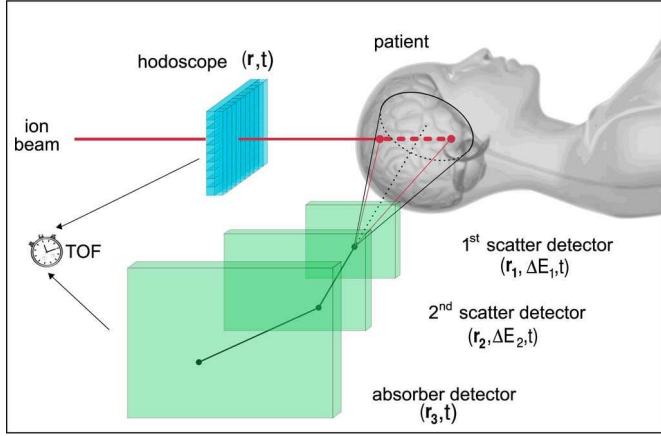 hodoscope (r,t)
patient
ion
beam
TOF
1st scatter detector
(r1, ΔE1,t)
2nd scatter detector
(r2,ΔE2,t)
absorber detector
(r3,t)